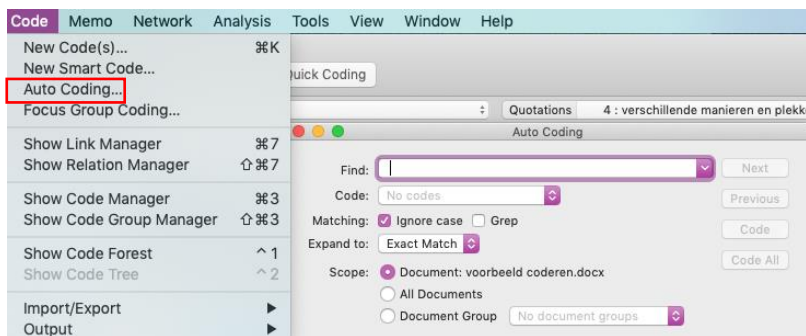 Code Memo Network Analysis Tools View Window Help
New Code(s)... ⌘K
New Smart Code...
Auto Coding...
Focus Group Coding...
Show Link Manager ⌘7
Show Relation Manager ⇧⌘7
Show Code Manager ⌘3
Show Code Group Manager ⇧⌘3
Show Code Forest ^1
Show Code Tree ^2
Import/Export
Output
Quick Coding
Quotations 4 : verschillende manieren en plekk
Auto Coding
Find: Next
Code: No codes Previous
Matching: Ignore case Grep Code
Expand to: Exact Match Code All
Scope: Document: voorbeeld coderen.docx
All Documents
Document Group No document groups